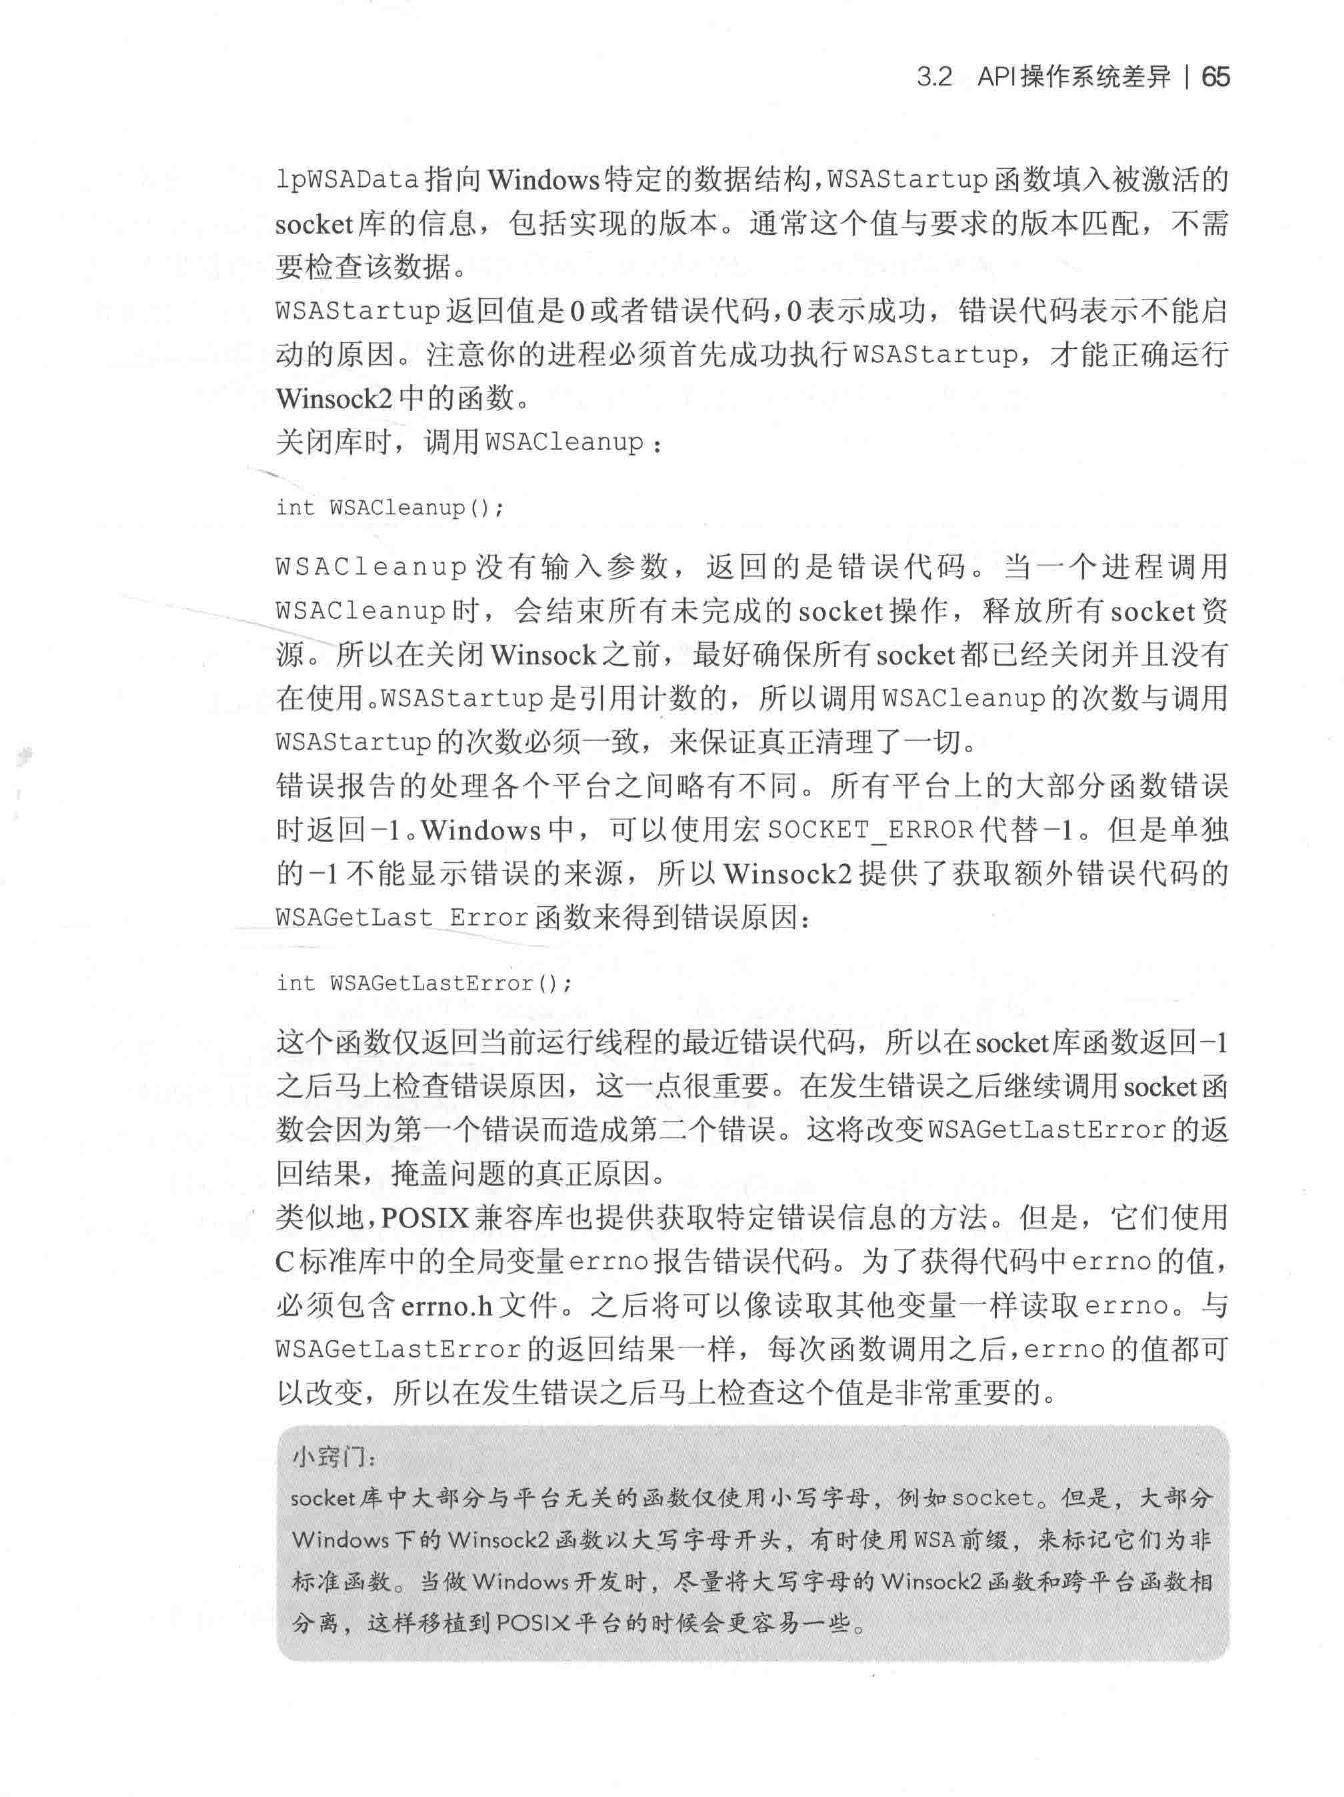 3.2 API操作系统差异 | 65
lpWSAData指向Windows特定的数据结构,WSAStartup函数填入被激活的
socket库的信息，包括实现的版本。通常这个值与要求的版本匹配，不需
要检查该数据。
WSAStartup返回值是0或者错误代码,0表示成功，错误代码表示不能启
动的原因。注意你的进程必须首先成功执行WSAStartup，才能正确运行
Winsock2中的函数。
关闭库时，调用WSACleanup：
int WSACleanup();
WSACleanup没有输入参数，返回的是错误代码。当一个进程调用
WSACleanup时，会结束所有未完成的socket操作，释放所有socket资
源。所以在关闭Winsock之前，最好确保所有socket都已经关闭并且没有
在使用。WSAStartup是引用计数的，所以调用WSACleanup的次数与调用
WSAStartup的次数必须一致，来保证真正清理了一切。
错误报告的处理各个平台之间略有不同。所有平台上的大部分函数错误
时返回-1。Windows中，可以使用宏SOCKET_ERROR代替-1。但是单独
的-1不能显示错误的来源，所以Winsock2提供了获取额外错误代码的
WSAGetLast Error函数来得到错误原因：
int WSAGetLastError();
这个函数仅返回当前运行线程的最近错误代码，所以在socket库函数返回-1
之后马上检查错误原因，这一点很重要。在发生错误之后继续调用socket函
数会因为第一个错误而造成第二个错误。这将改变WSAGetLastError的返
回结果，掩盖问题的真正原因。
类似地,POSIX兼容库也提供获取特定错误信息的方法。但是，它们使用
C标准库中的全局变量errno报告错误代码。为了获得代码中errno的值，
必须包含errno.h文件。之后将可以像读取其他变量一样读取errno。与
WSAGetLastError的返回结果一样，每次函数调用之后,errno的值都可
以改变，所以在发生错误之后马上检查这个值是非常重要的。
小窍门：
socket库中大部分与平台无关的函数仅使用小写字母，例如socket。但是，大部分
Windows下的Winsock2函数以大写字母开头，有时使用WSA前缀，来标记它们为非
标准函数。当做Windows开发时，尽量将大写字母的Winsock2函数和跨平台函数相
分离，这样移植到POSIX平台的时候会更容易一些。